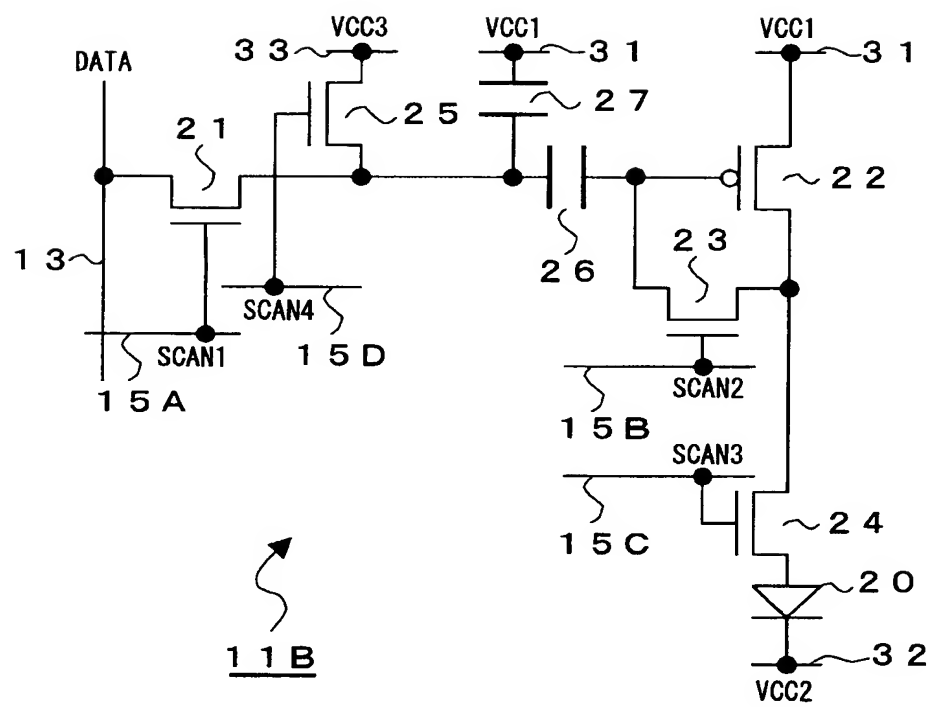 VCC3
VCC1
VCC1
33
31
31
DATA
25
27
21
22
13
26
23
SCAN4
15D
SCAN1
15A
SCAN2
15B
SCAN3
15C
24
20
11B
32
VCC2